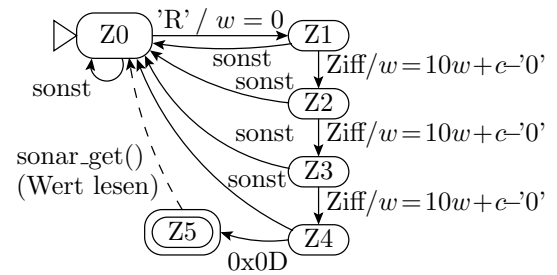 'R' / w = 0
Z0
Z1
sonst
sonst
sonst
Ziff/w=10w+c–'0'
Z2
sonst
Ziff/w=10w+c–'0'
sonar_get()
(Wert lesen)
Z3
sonst
Ziff/w=10w+c–'0'
Z5
Z4
0x0D